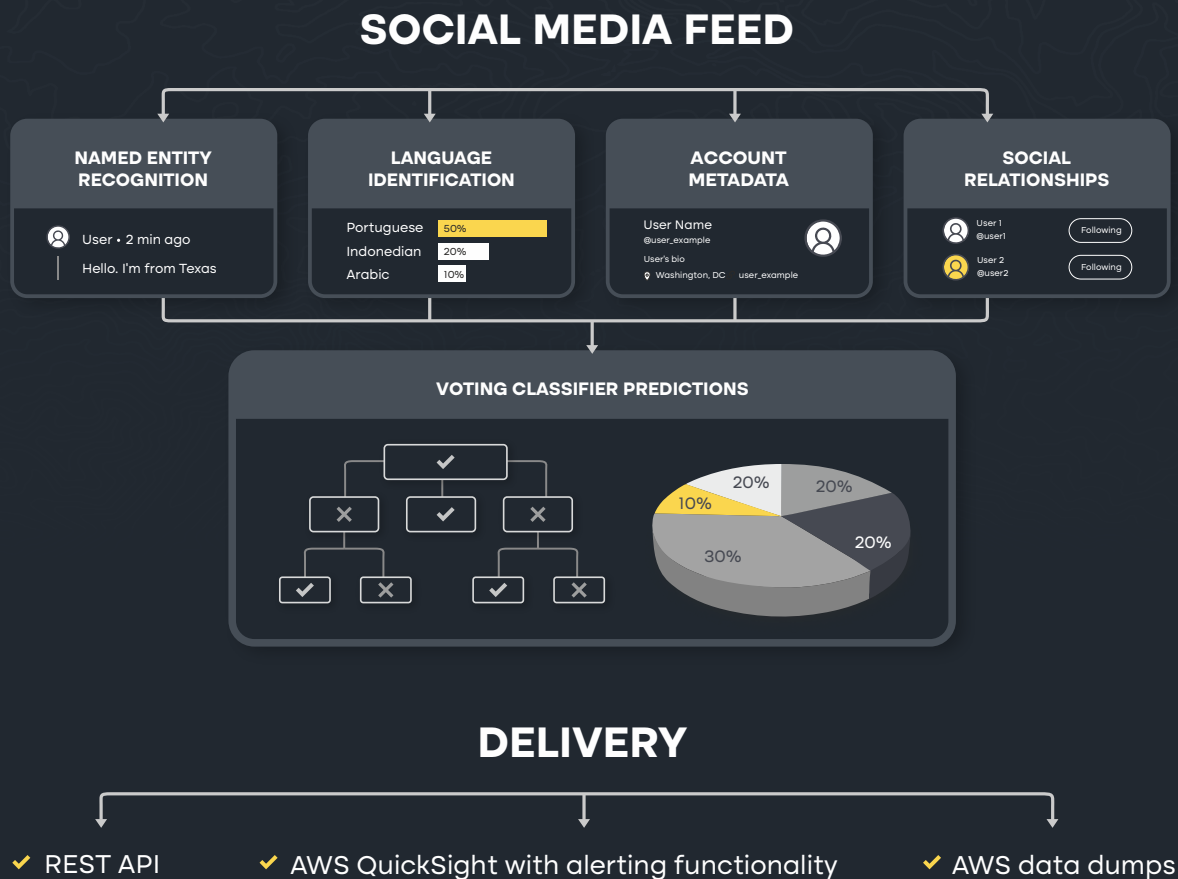 SOCIAL MEDIA FEED
NAMED ENTITY
RECOGNITION
User • 2 min ago
Hello. I'm from Texas
LANGUAGE
IDENTIFICATION
Portuguese 50%
Indonedian 20%
Arabic 10%
ACCOUNT
METADATA
User Name
@user_example
User's bio
Washington, DC user_example
SOCIAL
RELATIONSHIPS
User 1
@user1
Following
User 2
@user2
Following
VOTING CLASSIFIER PREDICTIONS
20%
20%
10%
20%
30%
DELIVERY
REST API
AWS QuickSight with alerting functionality
AWS data dumps